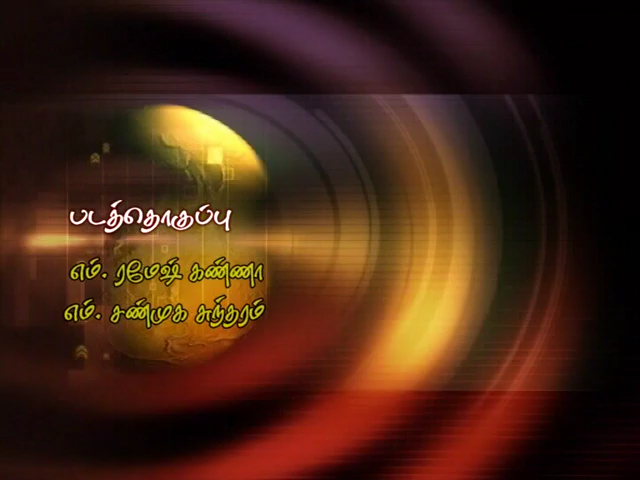 படத்தொகுப்பு
எம். ரமேஷ் கண்ணா
எம். சண்முக சுந்தரம்